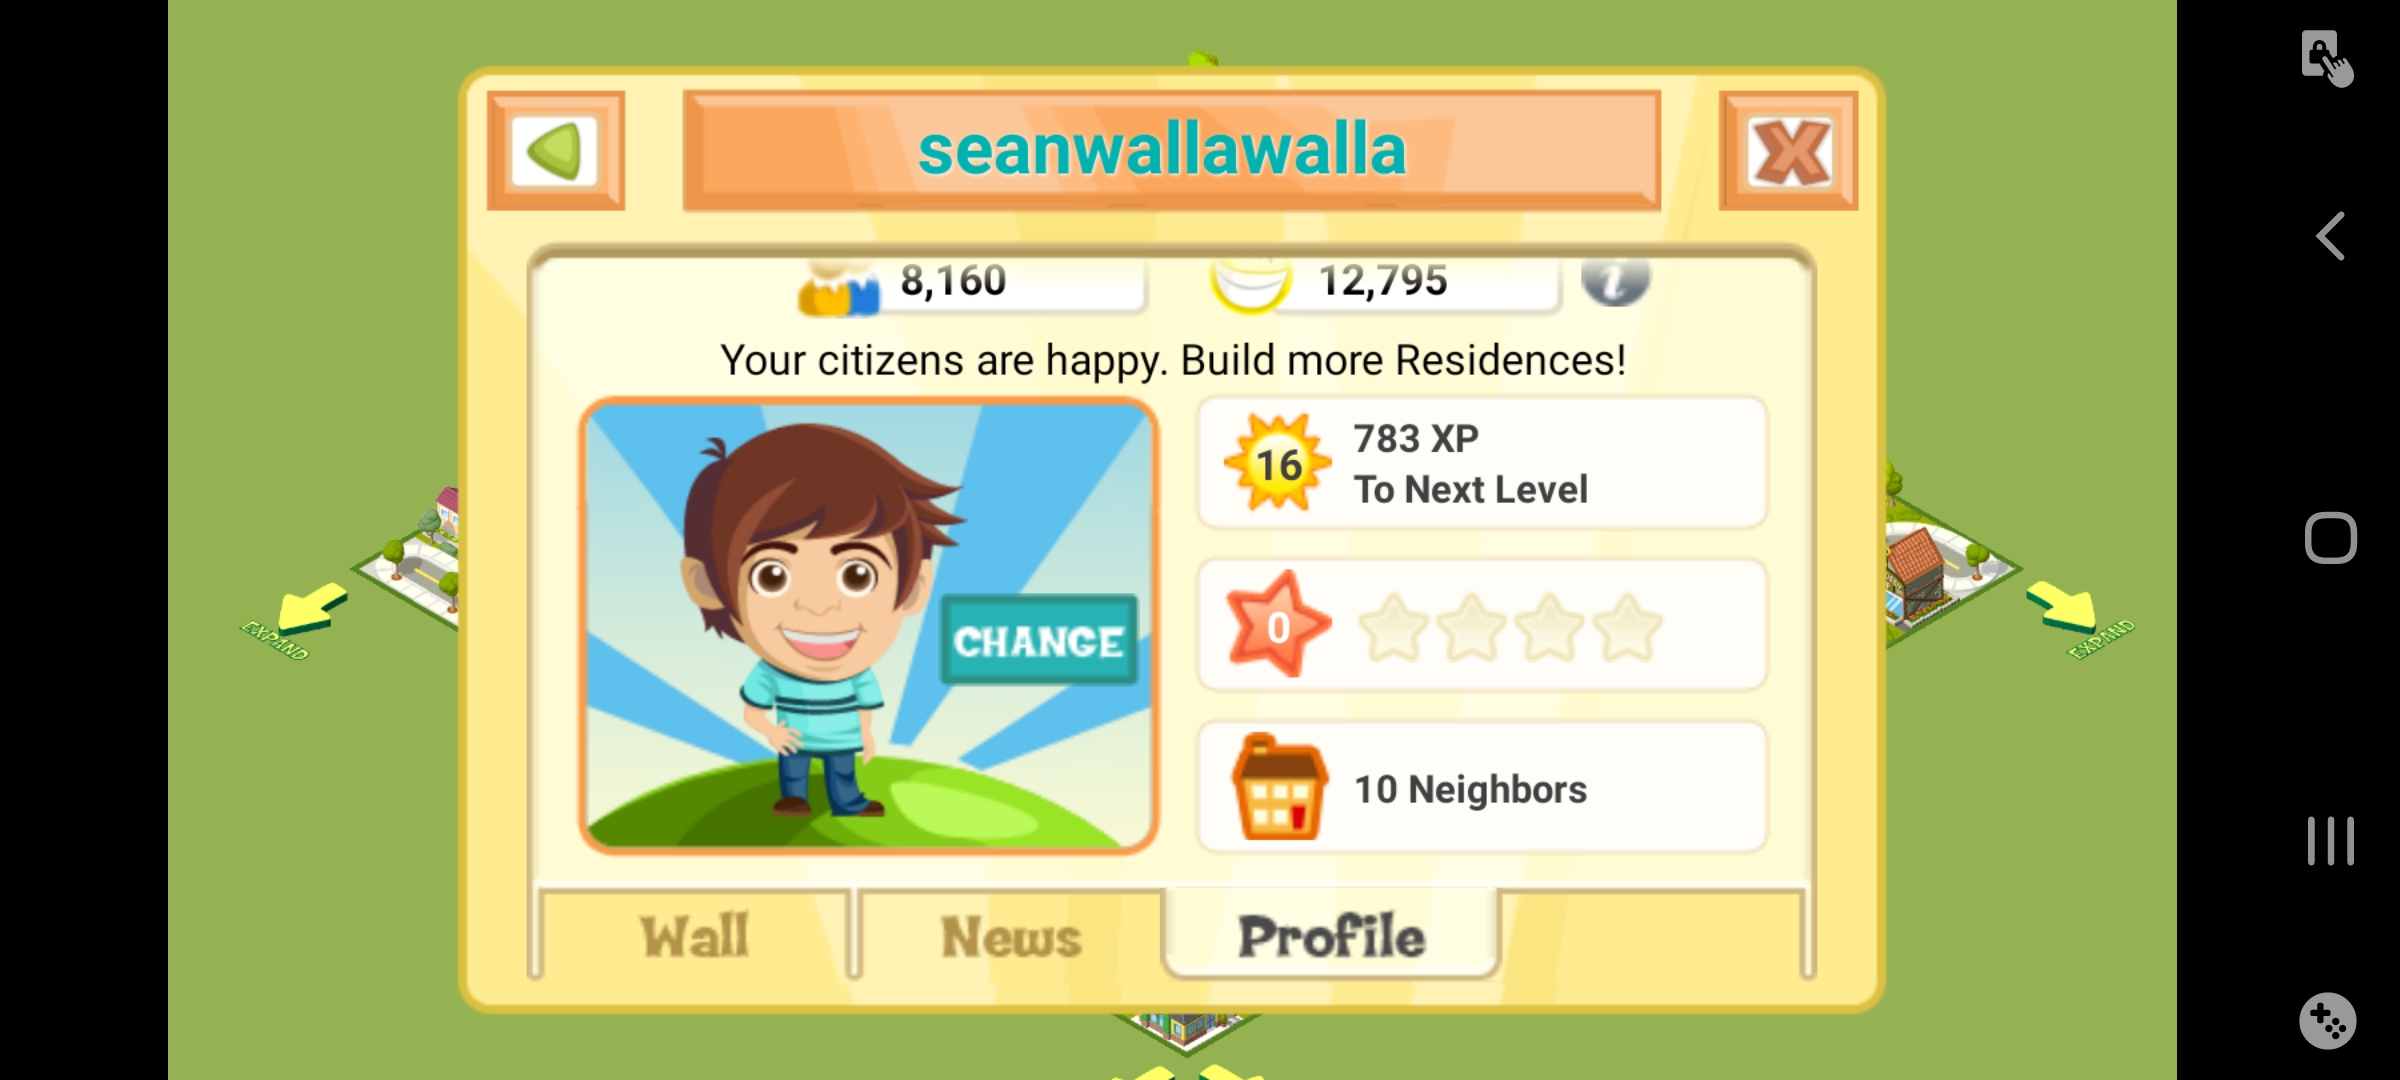 seanwallawalla
8,160
12,795
i
Your citizens are happy. Build more Residences!
16
783 XP
To Next Level
CHANGE
0
10 Neighbors
EXPAND
EXPAND
Wall
News
Profile